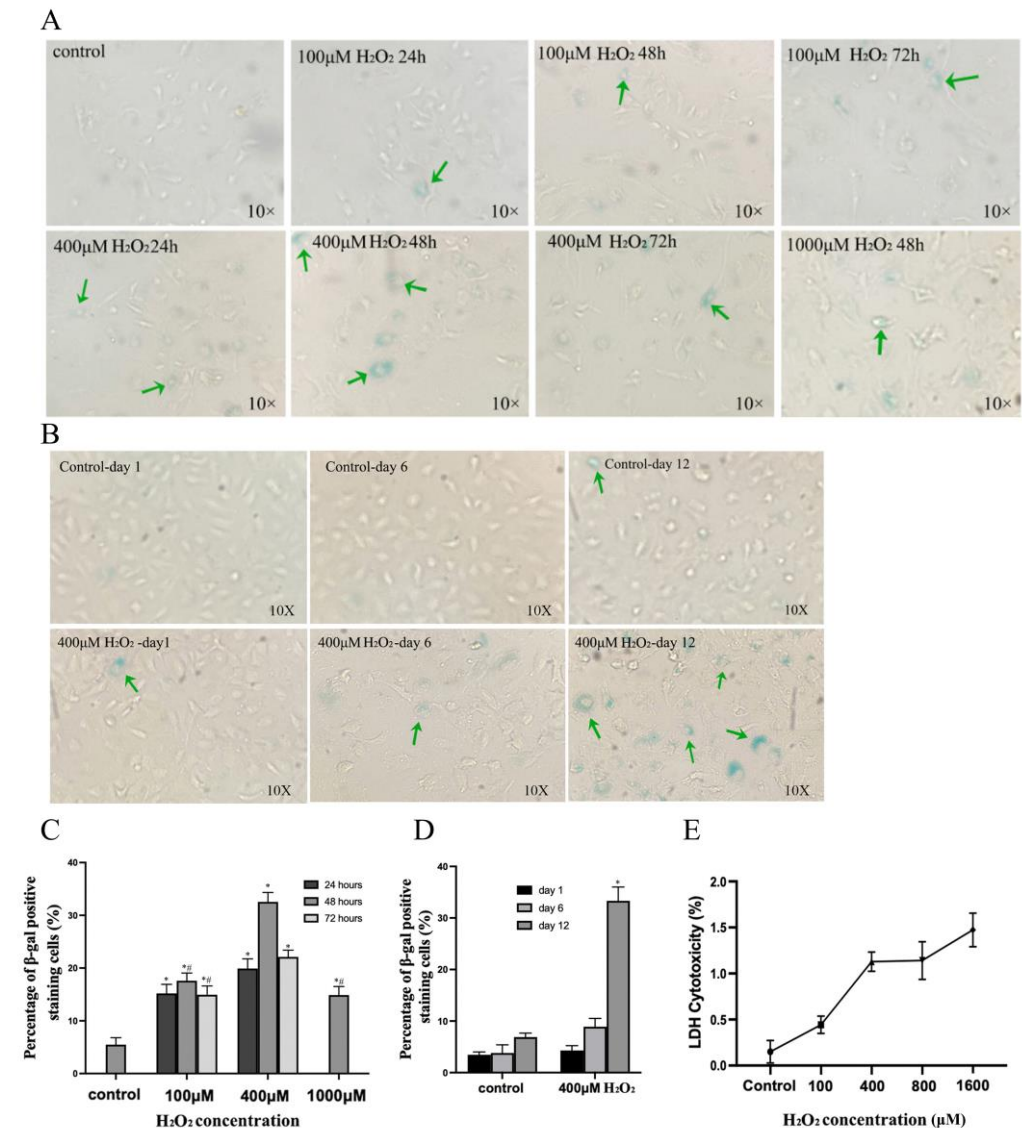 A
control
10×
100μM H₂O₂ 24h
10×
100μM H₂O₂ 48h
10×
100μM H₂O₂ 72h
10×
400μM H₂O₂24h
10×
400μM H₂O₂ 48h
10×
400μM H₂O₂ 72h
10×
1000μM H₂O₂ 48h
10×
B
Control-day 1
10X
Control-day 6
10X
Control-day 12
10X
400μM H₂O₂ -day1
10X
400μM H₂O₂-day 6
10X
400μM H₂O₂-day 12
10X
C
Percentage of β-gal positive
staining cells (%)
40
30
20
10
0
24 hours
48 hours
72 hours
*
*#
*#
*
*
*
*#
control
100μM
400μM
1000μM
H₂O₂ concentration
D
Percentage of β-gal positive
staining cells (%)
40
30
20
10
0
day 1
day 6
day 12
*
control
400μM H₂O₂
E
LDH Cytotoxicity (%)
2.0
1.5
1.0
0.5
0.0
Control
100
400
800
1600
H₂O₂ concentration (μM)